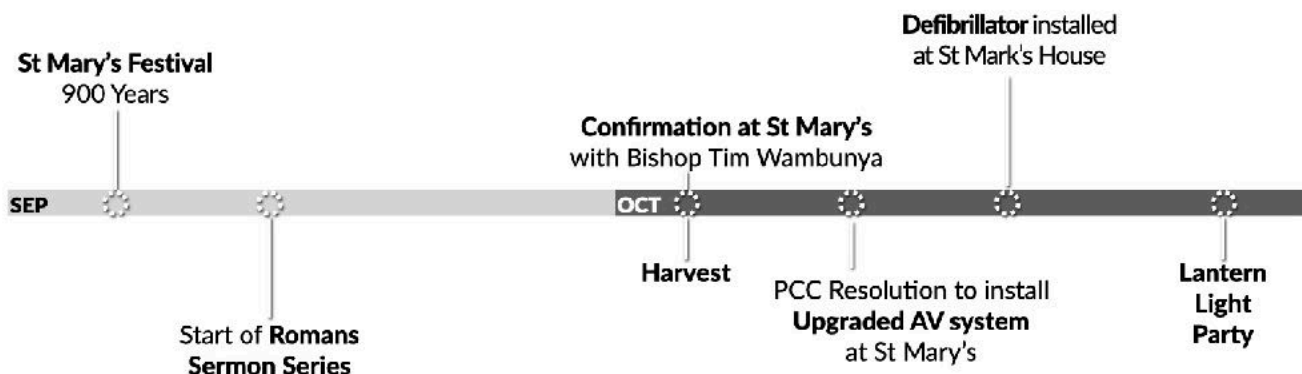 St Mary's Festival
900 Years
SEP
Start of Romans
Sermon Series
OCT
Confirmation at St Mary's
with Bishop Tim Wambunya
Harvest
PCC Resolution to install
Upgraded AV system
at St Mary's
Defibrillator installed
at St Mark's House
Lantern
Light
Party